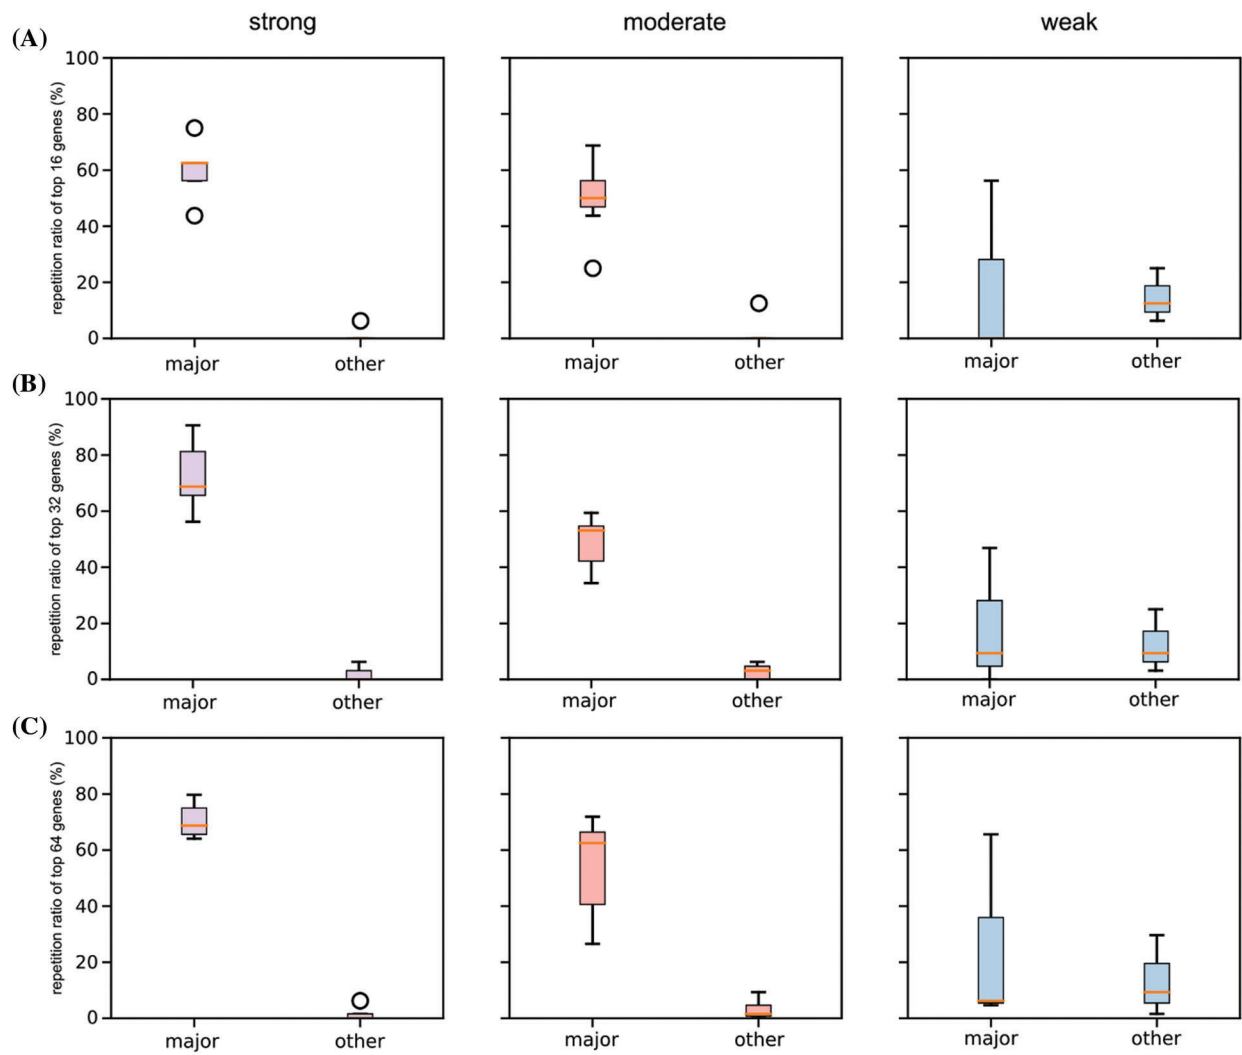 strong moderate weak
(A)
repetition ratio of top 16 genes (%)
100
80
60
40
20
0
major other major other major other
(B)
repetition ratio of top 32 genes (%)
100
80
60
40
20
0
major other major other major other
(C)
repetition ratio of top 64 genes (%)
100
80
60
40
20
0
major other major other major other